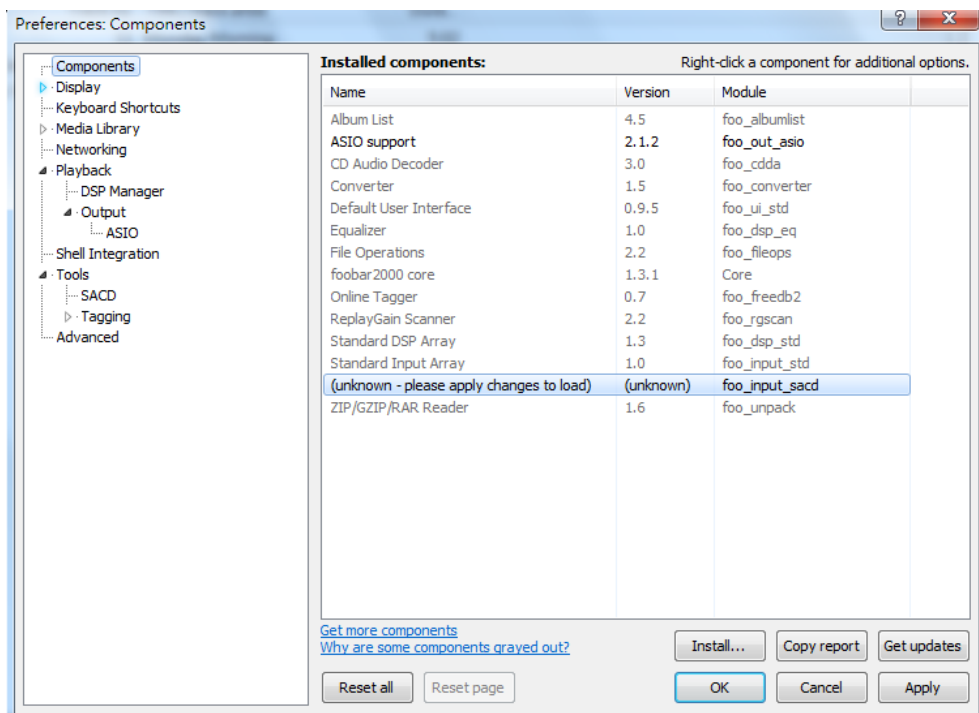 Preferences: Components
?
X
Components
Display
Keyboard Shortcuts
Media Library
Networking
Playback
DSP Manager
Output
ASIO
Shell Integration
Tools
SACD
Tagging
Advanced
Installed components: Right-click a component for additional options.
Name Version Module
Album List 4.5 foo_albumlist
ASIO support 2.1.2 foo_out_asio
CD Audio Decoder 3.0 foo_cdda
Converter 1.5 foo_converter
Default User Interface 0.9.5 foo_ui_std
Equalizer 1.0 foo_dsp_eq
File Operations 2.2 foo_fileops
foobar2000 core 1.3.1 Core
Online Tagger 0.7 foo_freedb2
ReplayGain Scanner 2.2 foo_rgscan
Standard DSP Array 1.3 foo_dsp_std
Standard Input Array 1.0 foo_input_std
(unknown - please apply changes to load) (unknown) foo_input_sacd
ZIP/GZIP/RAR Reader 1.6 foo_unpack
Get more components
Why are some components grayed out?
Install... Copy report Get updates
Reset all Reset page OK Cancel Apply